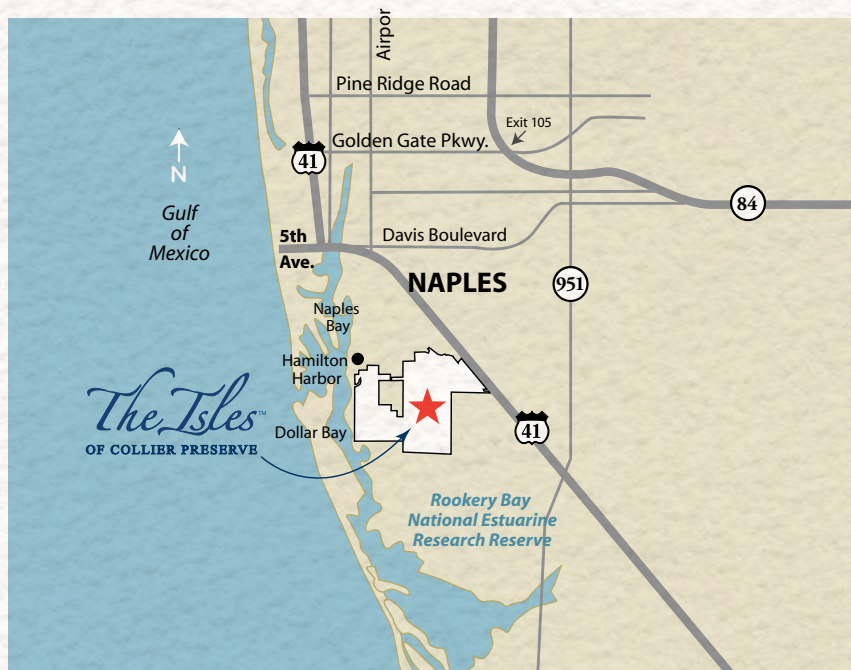 Airpor
Pine Ridge Road
Exit 105
Golden Gate Pkwy.
41
N
84
Gulf
of
Mexico
5th
Ave.
Davis Boulevard
NAPLES
951
Naples
Bay
Hamilton
Harbor
The Isles™
OF COLLIER PRESERVE
Dollar Bay
41
Rookery Bay
National Estuarine
Research Reserve